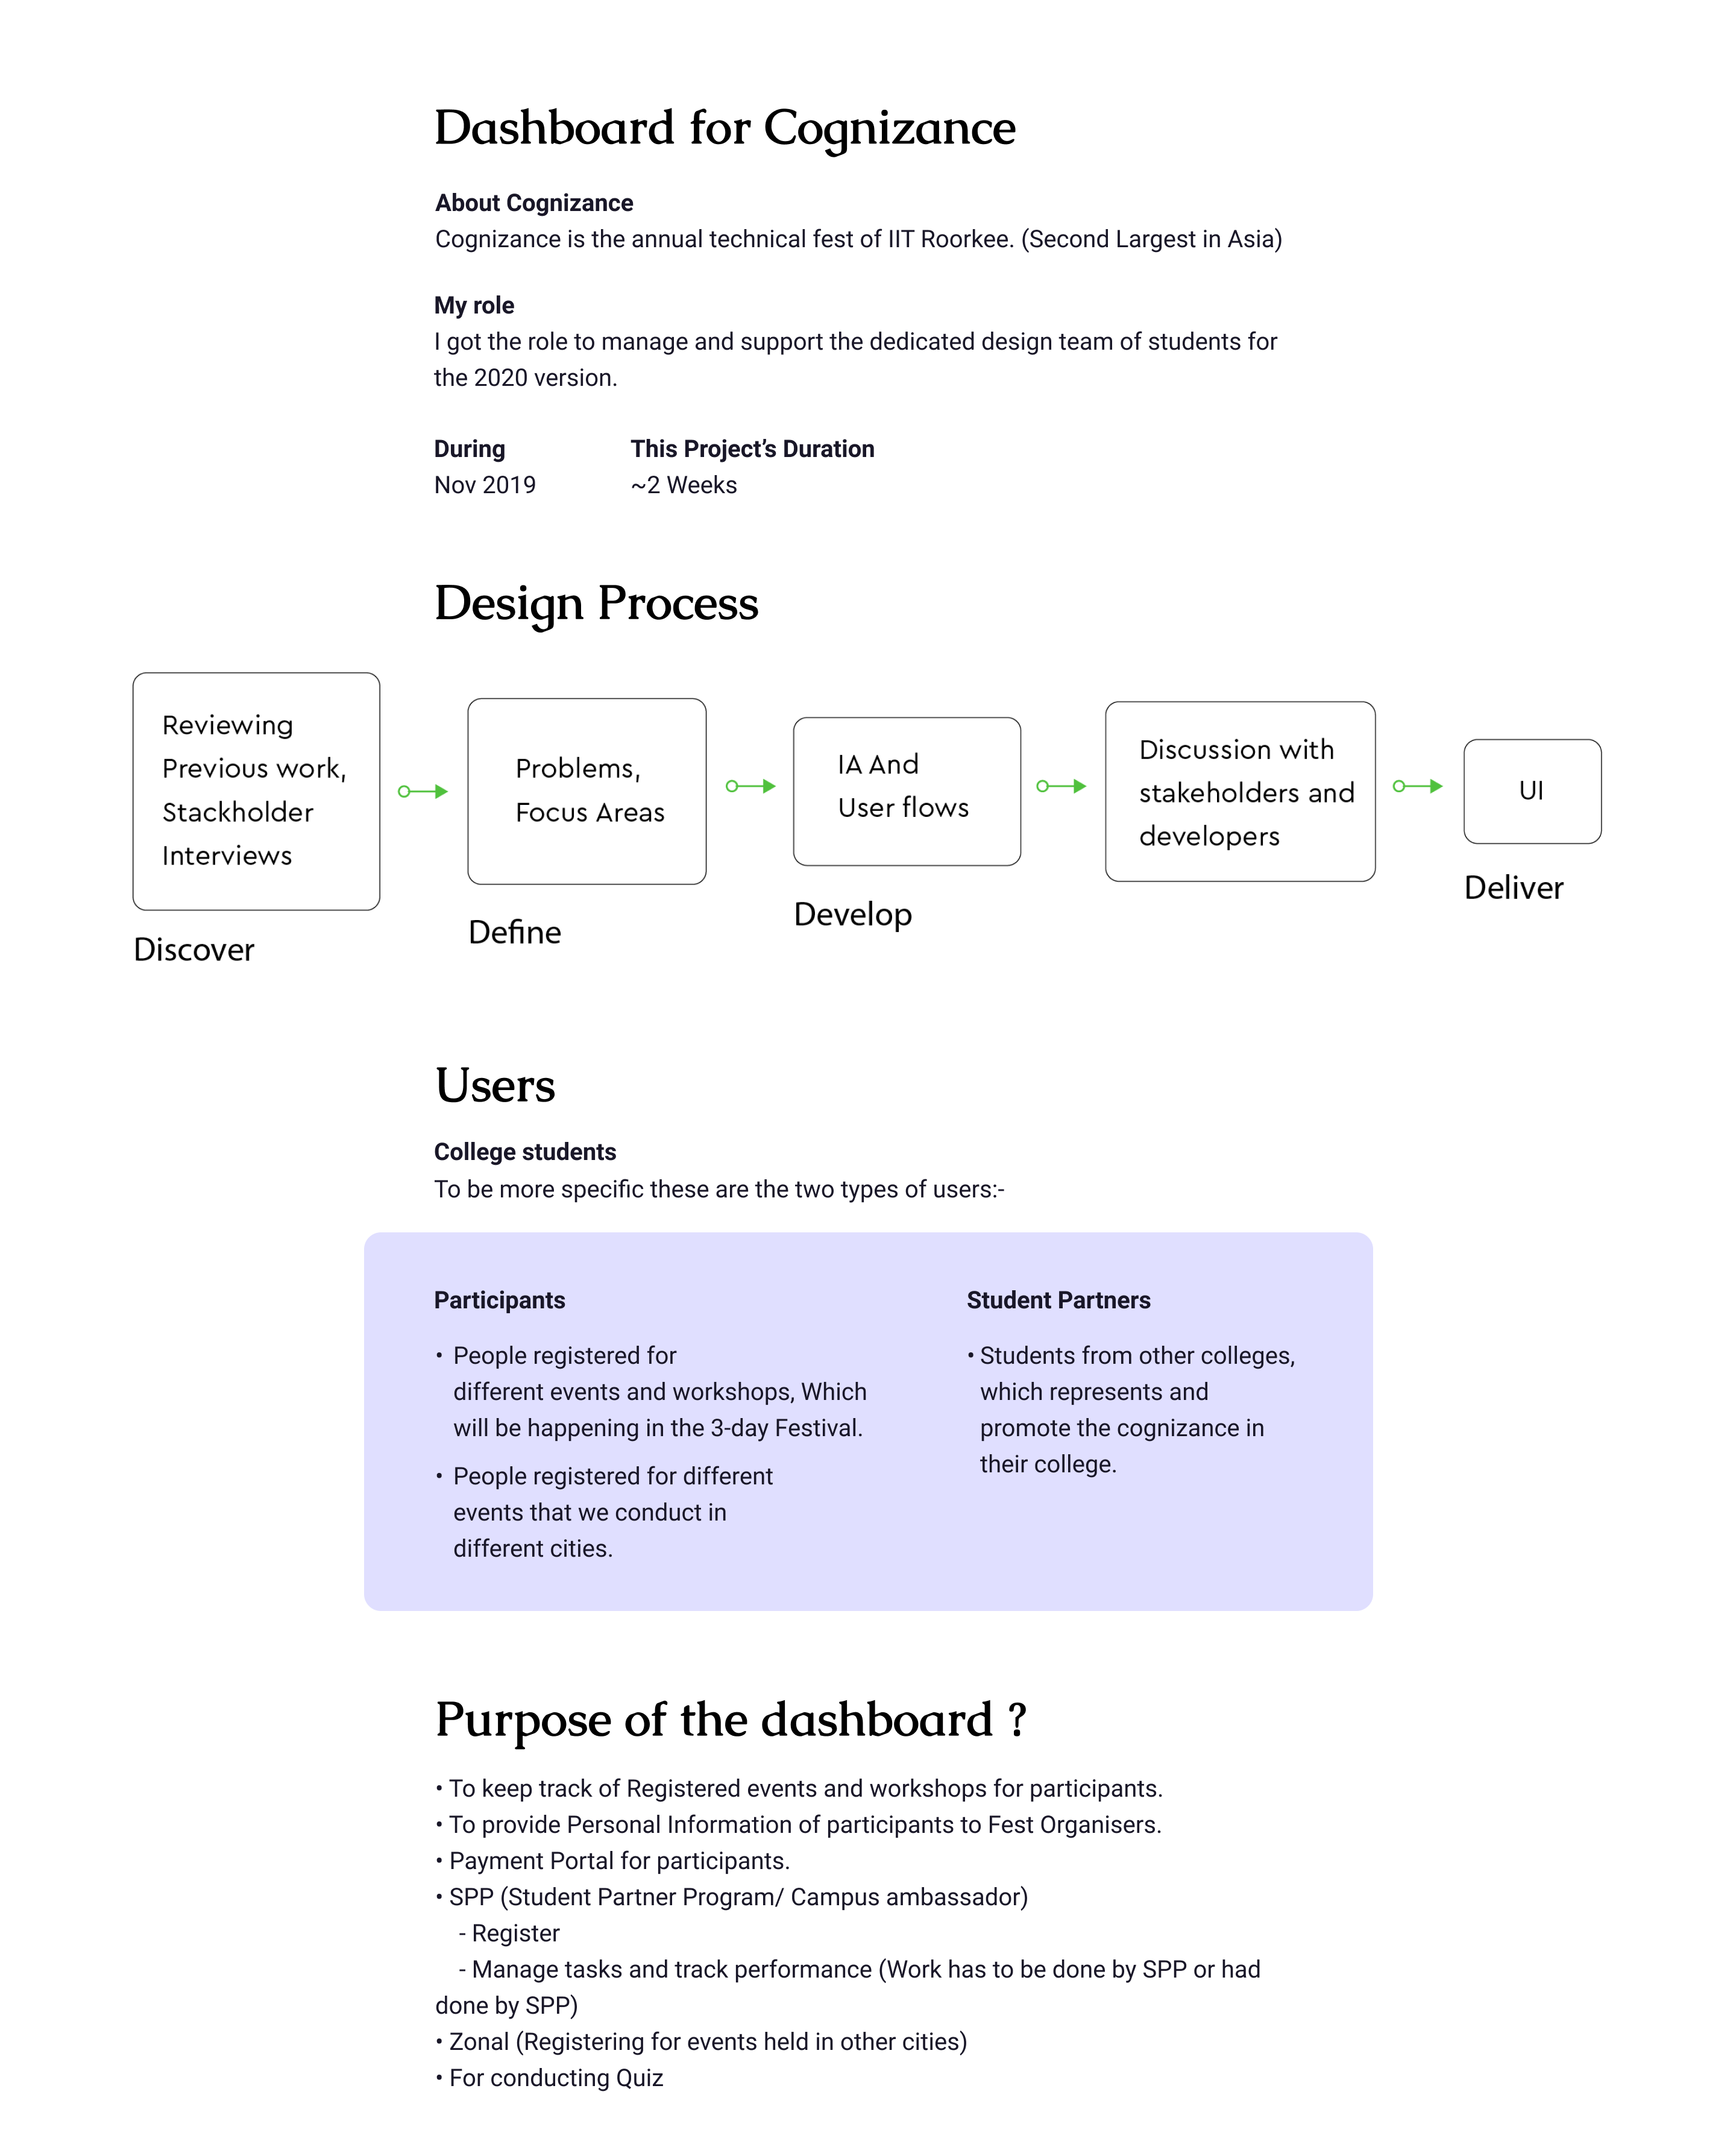 Dashboard for Cognizance
About Cognizance
Cognizance is the annual technical fest of IIT Roorkee. (Second Largest in Asia)
My role
I got the role to manage and support the dedicated design team of students for
the 2020 version.
During
Nov 2019
This Project’s Duration
~2 Weeks
Design Process
Reviewing
Previous work,
Stackholder
Interviews
Discover
Problems,
Focus Areas
Define
IA And
User flows
Develop
Discussion with
stakeholders and
developers
UI
Deliver
Users
College students
To be more specific these are the two types of users:-
Participants
• People registered for
different events and workshops, Which
will be happening in the 3-day Festival.
• People registered for different
events that we conduct in
different cities.
Student Partners
• Students from other colleges,
which represents and
promote the cognizance in
their college.
Purpose of the dashboard ?
• To keep track of Registered events and workshops for participants.
• To provide Personal Information of participants to Fest Organisers.
• Payment Portal for participants.
• SPP (Student Partner Program/ Campus ambassador)
- Register
- Manage tasks and track performance (Work has to be done by SPP or had
done by SPP)
• Zonal (Registering for events held in other cities)
• For conducting Quiz